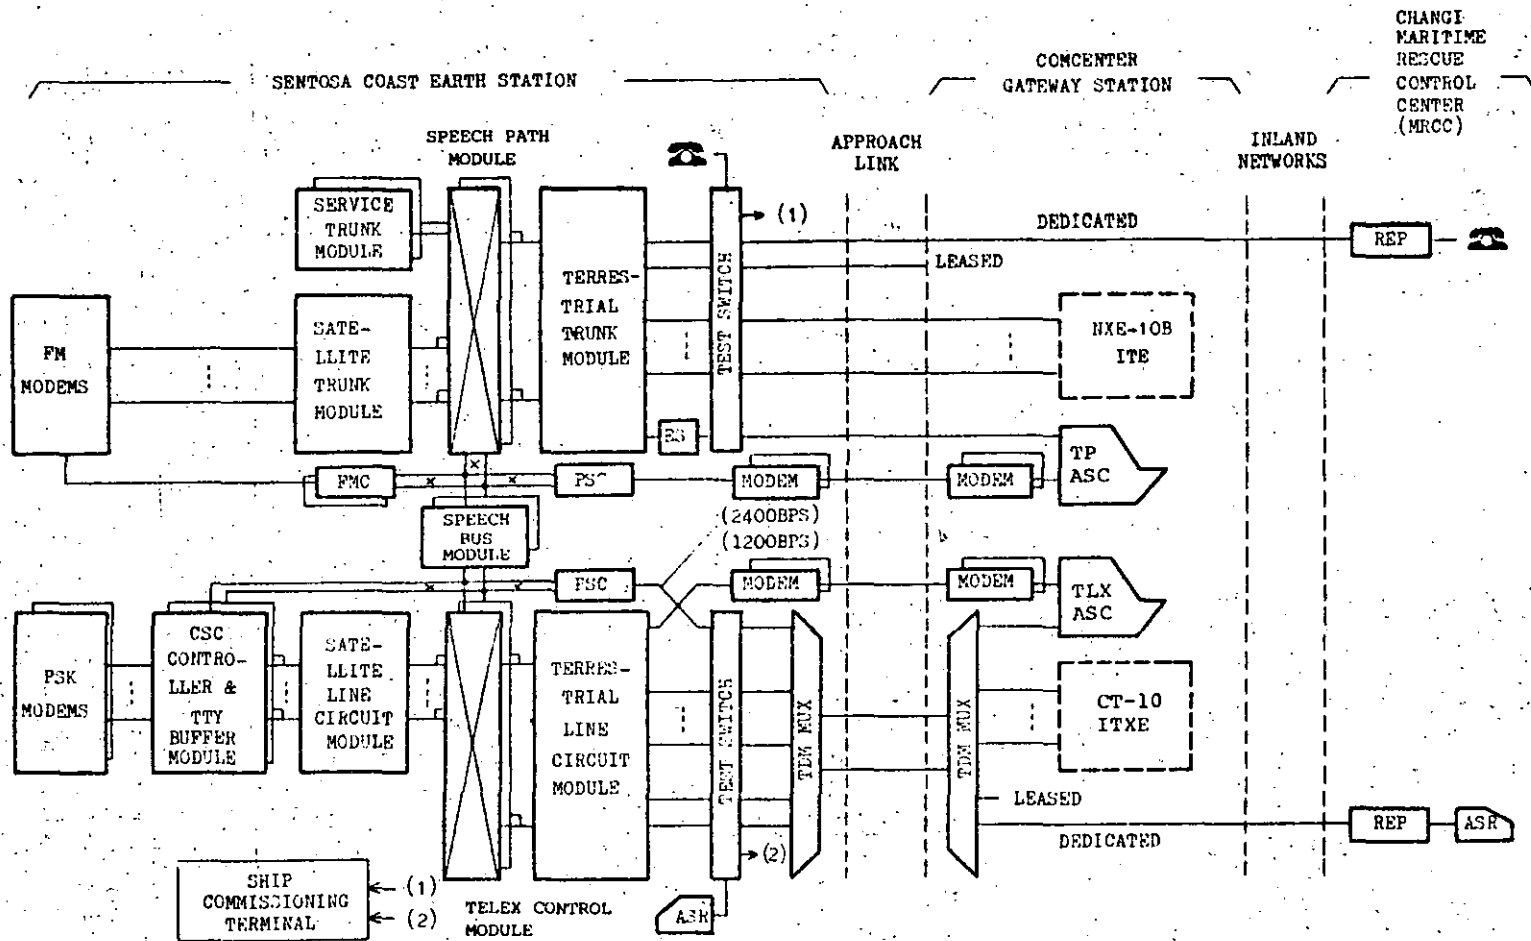 CHANGI
MARITIME
RESCUE
CONTROL
CENTER
(MRCC)
COMCENTER
GATEWAY STATION
SENTOSA COAST EARTH STATION
SPEECH PATH
MODULE
APPROACH
LINK
INLAND
NETWORKS
SERVICE
TRUNK
MODULE
(1)
DEDICATED
REP
LEASED
TERRES-
TRIAL
TRUNK
MODULE
TEST SWITCH
FM
MODEMS
SATE-
LLITE
TRUNK
MODULE
NXE-10B
ITE
ES
TP
ASC
FMC
PSC
MODEM
MODEM
(2400BPS)
(1200BPS)
SPEECH
BUS
MODULE
PSC
MODEM
MODEM
TLX
ASC
PSK
MODEMS
CSC
CONTRO-
LLER &
TTY
BUFFER
MODULE
SATE-
LLITE
LINE
CIRCUIT
MODULE
TERRES-
TRIAL
LINE
CIRCUIT
MODULE
TEST SWITCH
TDM MUX
TDM MUX
CT-10
ITXE
LEASED
DEDICATED
REP
ASR
(2)
SHIP
COMMISSIONING
TERMINAL
(1)
(2)
TELEX CONTROL
MODULE
ASR